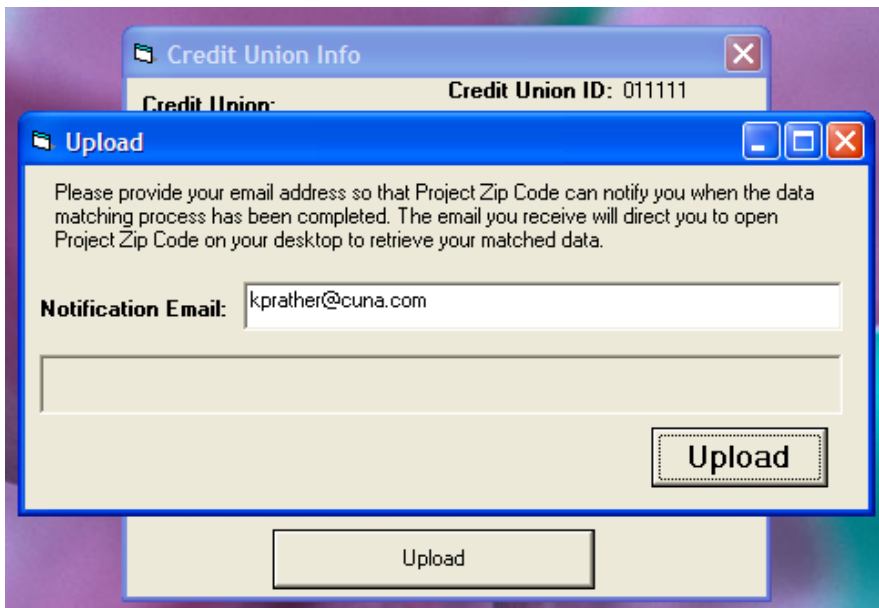 Credit Union Info
Credit Union ID: 011111
Credit Union:
Upload
Please provide your email address so that Project Zip Code can notify you when the data
matching process has been completed. The email you receive will direct you to open
Project Zip Code on your desktop to retrieve your matched data.
Notification Email: kprather@cuna.com
Upload
Upload